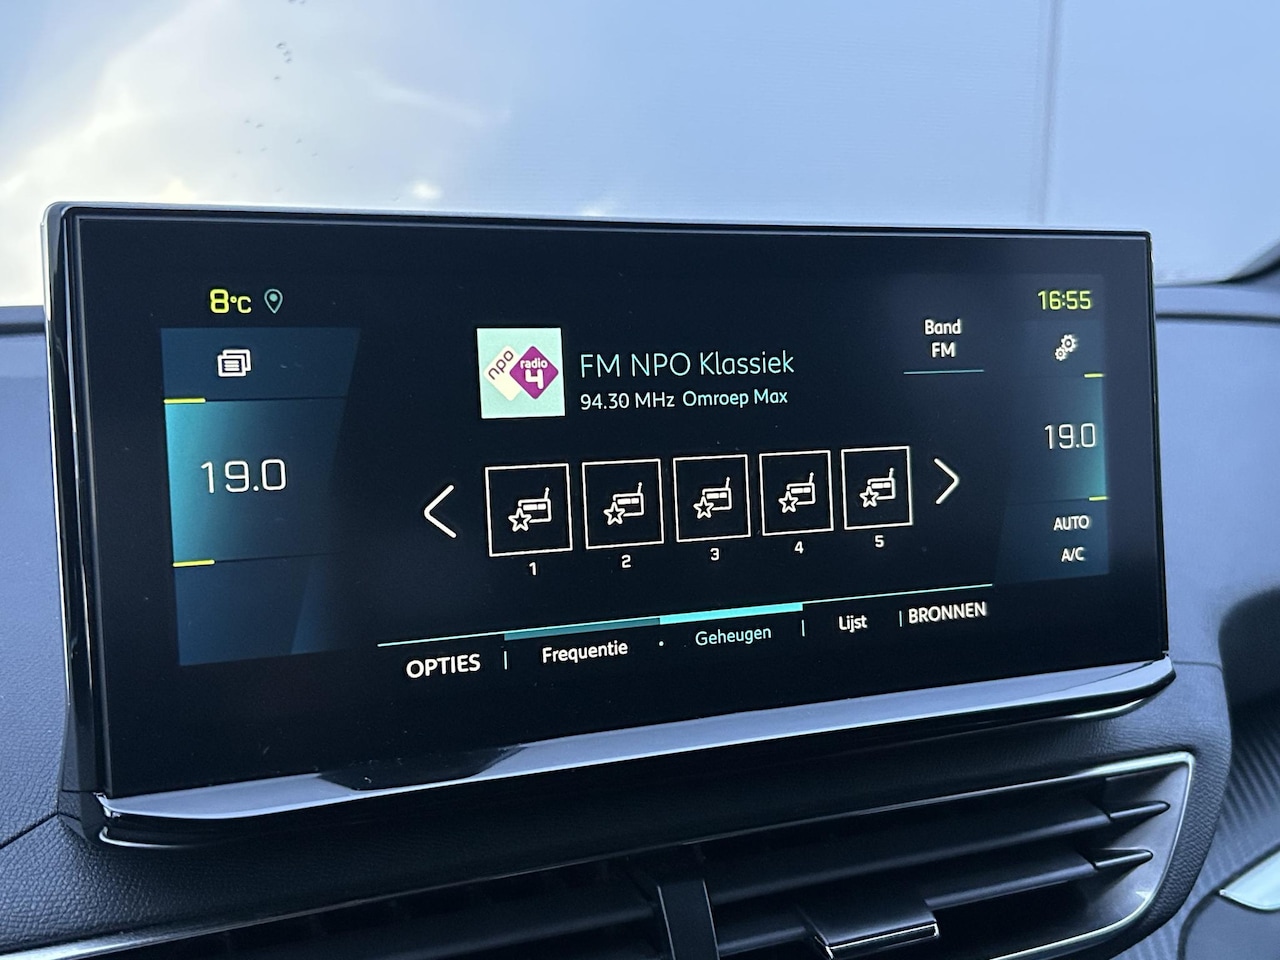 8°C
16:55
19.0
npo radio 4
FM NPO Klassiek
94.30 MHz Omroep Max
Band
FM
19.0
AUTO
A/C
1 2 3 4 5
OPTIES | Frequentie • Geheugen | Lijst | BRONNEN